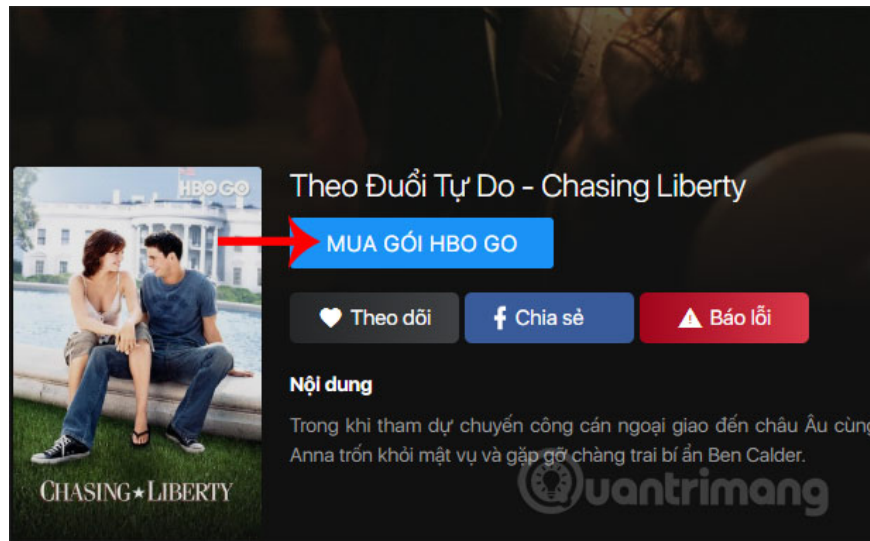 HBO GO
Theo Đuổi Tự Do - Chasing Liberty
MUA GÓI HBO GO
Theo dõi
Chia sẻ
Báo lỗi
Nội dung
Trong khi tham dự chuyến công cán ngoại giao đến châu Âu cùng
Anna trốn khỏi mật vụ và gặp gỡ chàng trai bí ẩn Ben Calder.
CHASING★LIBERTY
Quantrimang